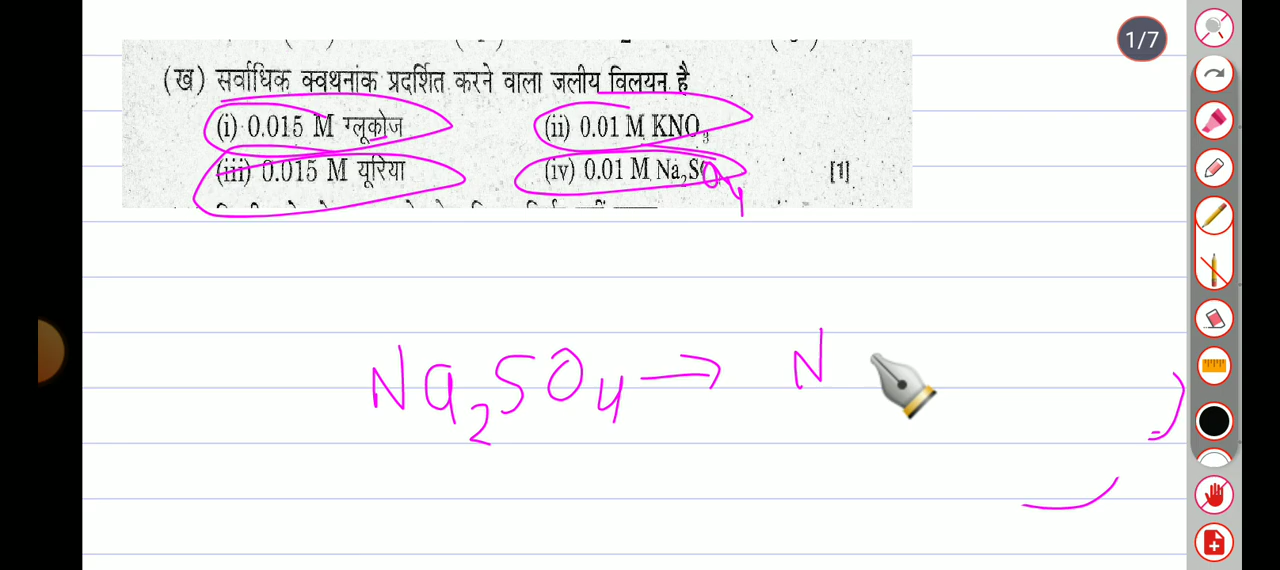 1/7
(ख) सर्वाधिक क्वथनांक प्रदर्शित करने वाला जलीय विलयन है
(i) 0.015 M ग्लूकोज (ii) 0.01 M KNO₃
(iii) 0.015 M यूरिया (iv) 0.01 M Na₂SO₄ [1]
Na₂SO₄ → N